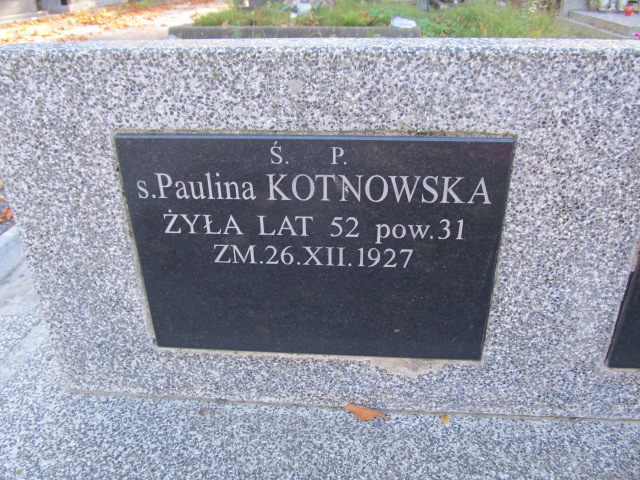 Ś. P.
s.Paulina KOTNOWSKA
ŻYŁA LAT 52 pow.31
ZM.26.XII.1927